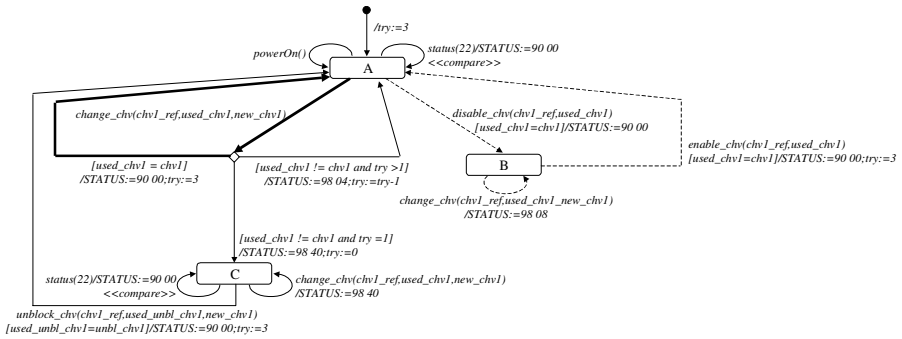 /try:=3
powerOn()
status(22)/STATUS:=90 00
<<compare>>
A
change_chv(chv1_ref,used_chv1,new_chv1)
disable_chv(chv1_ref,used_chv1)
[used_chv1=chv1]/STATUS:=90 00
enable_chv(chv1_ref,used_chv1)
[used_chv1=chv1]/STATUS:=90 00;try:=3
[used_chv1 = chv1]
/STATUS:=90 00;try:=3
[used_chv1 != chv1 and try >1]
/STATUS:=98 04;try:=try-1
B
change_chv(chv1_ref,used_chv1_new_chv1)
/STATUS:=98 08
[used_chv1 != chv1 and try =1]
/STATUS:=98 40;try:=0
status(22)/STATUS:=90 00
<<compare>>
C
change_chv(chv1_ref,used_chv1,new_chv1)
/STATUS:=98 40
unblock_chv(chv1_ref,used_unbl_chv1,new_chv1)
[used_unbl_chv1=unbl_chv1]/STATUS:=90 00;try:=3